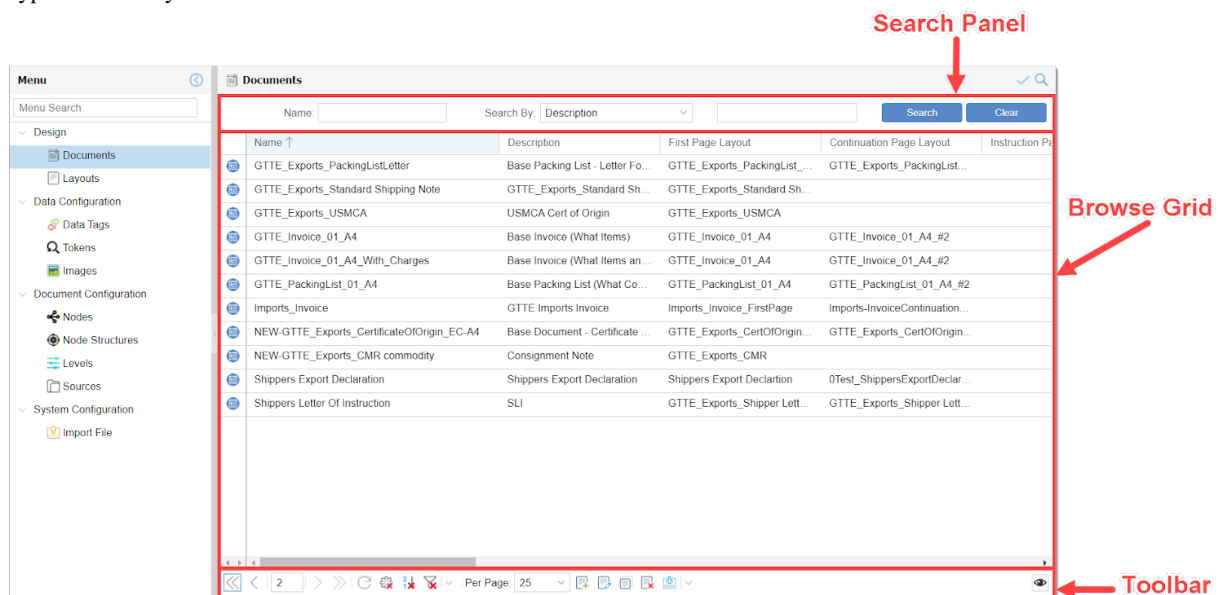 Search Panel
Menu
Documents
Menu Search
Name:
Search By: Description
Search
Clear
Design
Documents
Layouts
Data Configuration
Data Tags
Tokens
Images
Document Configuration
Nodes
Node Structures
Levels
Sources
System Configuration
Import File
Name Description First Page Layout Continuation Page Layout Instruction Pa
GTTE_Exports_PackingListLetter Base Packing List - Letter Fo... GTTE_Exports_PackingList_... GTTE_Exports_PackingList...
GTTE_Exports_Standard Shipping Note GTTE_Exports_Standard Sh... GTTE_Exports_Standard Sh...
GTTE_Exports_USMCA USMCA Cert of Origin GTTE_Exports_USMCA
GTTE_Invoice_01_A4 Base Invoice (What Items) GTTE_Invoice_01_A4 GTTE_Invoice_01_A4_#2
GTTE_Invoice_01_A4_With_Charges Base Invoice (What Items an... GTTE_Invoice_01_A4 GTTE_Invoice_01_A4_#2
GTTE_PackingList_01_A4 Base Packing List (What Co... GTTE_PackingList_01_A4 GTTE_PackingList_01_A4_#2
Imports_Invoice GTTE Imports Invoice Imports_Invoice_FirstPage Imports-InvoiceContinuation...
NEW-GTTE_Exports_CertificateOfOrigin_EC-A4 Base Document - Certificate ... GTTE_Exports_CertOfOrigin... GTTE_Exports_CertOfOrigin...
NEW-GTTE_Exports_CMR commodity Consignment Note GTTE_Exports_CMR
Shippers Export Declaration Shippers Export Declaration Shippers Export Declartion 0Test_ShippersExportDeclar...
Shippers Letter Of Instruction SLI GTTE_Exports_Shipper Lett... GTTE_Exports_Shipper Lett...
Browse Grid
2 Per Page: 25
Toolbar